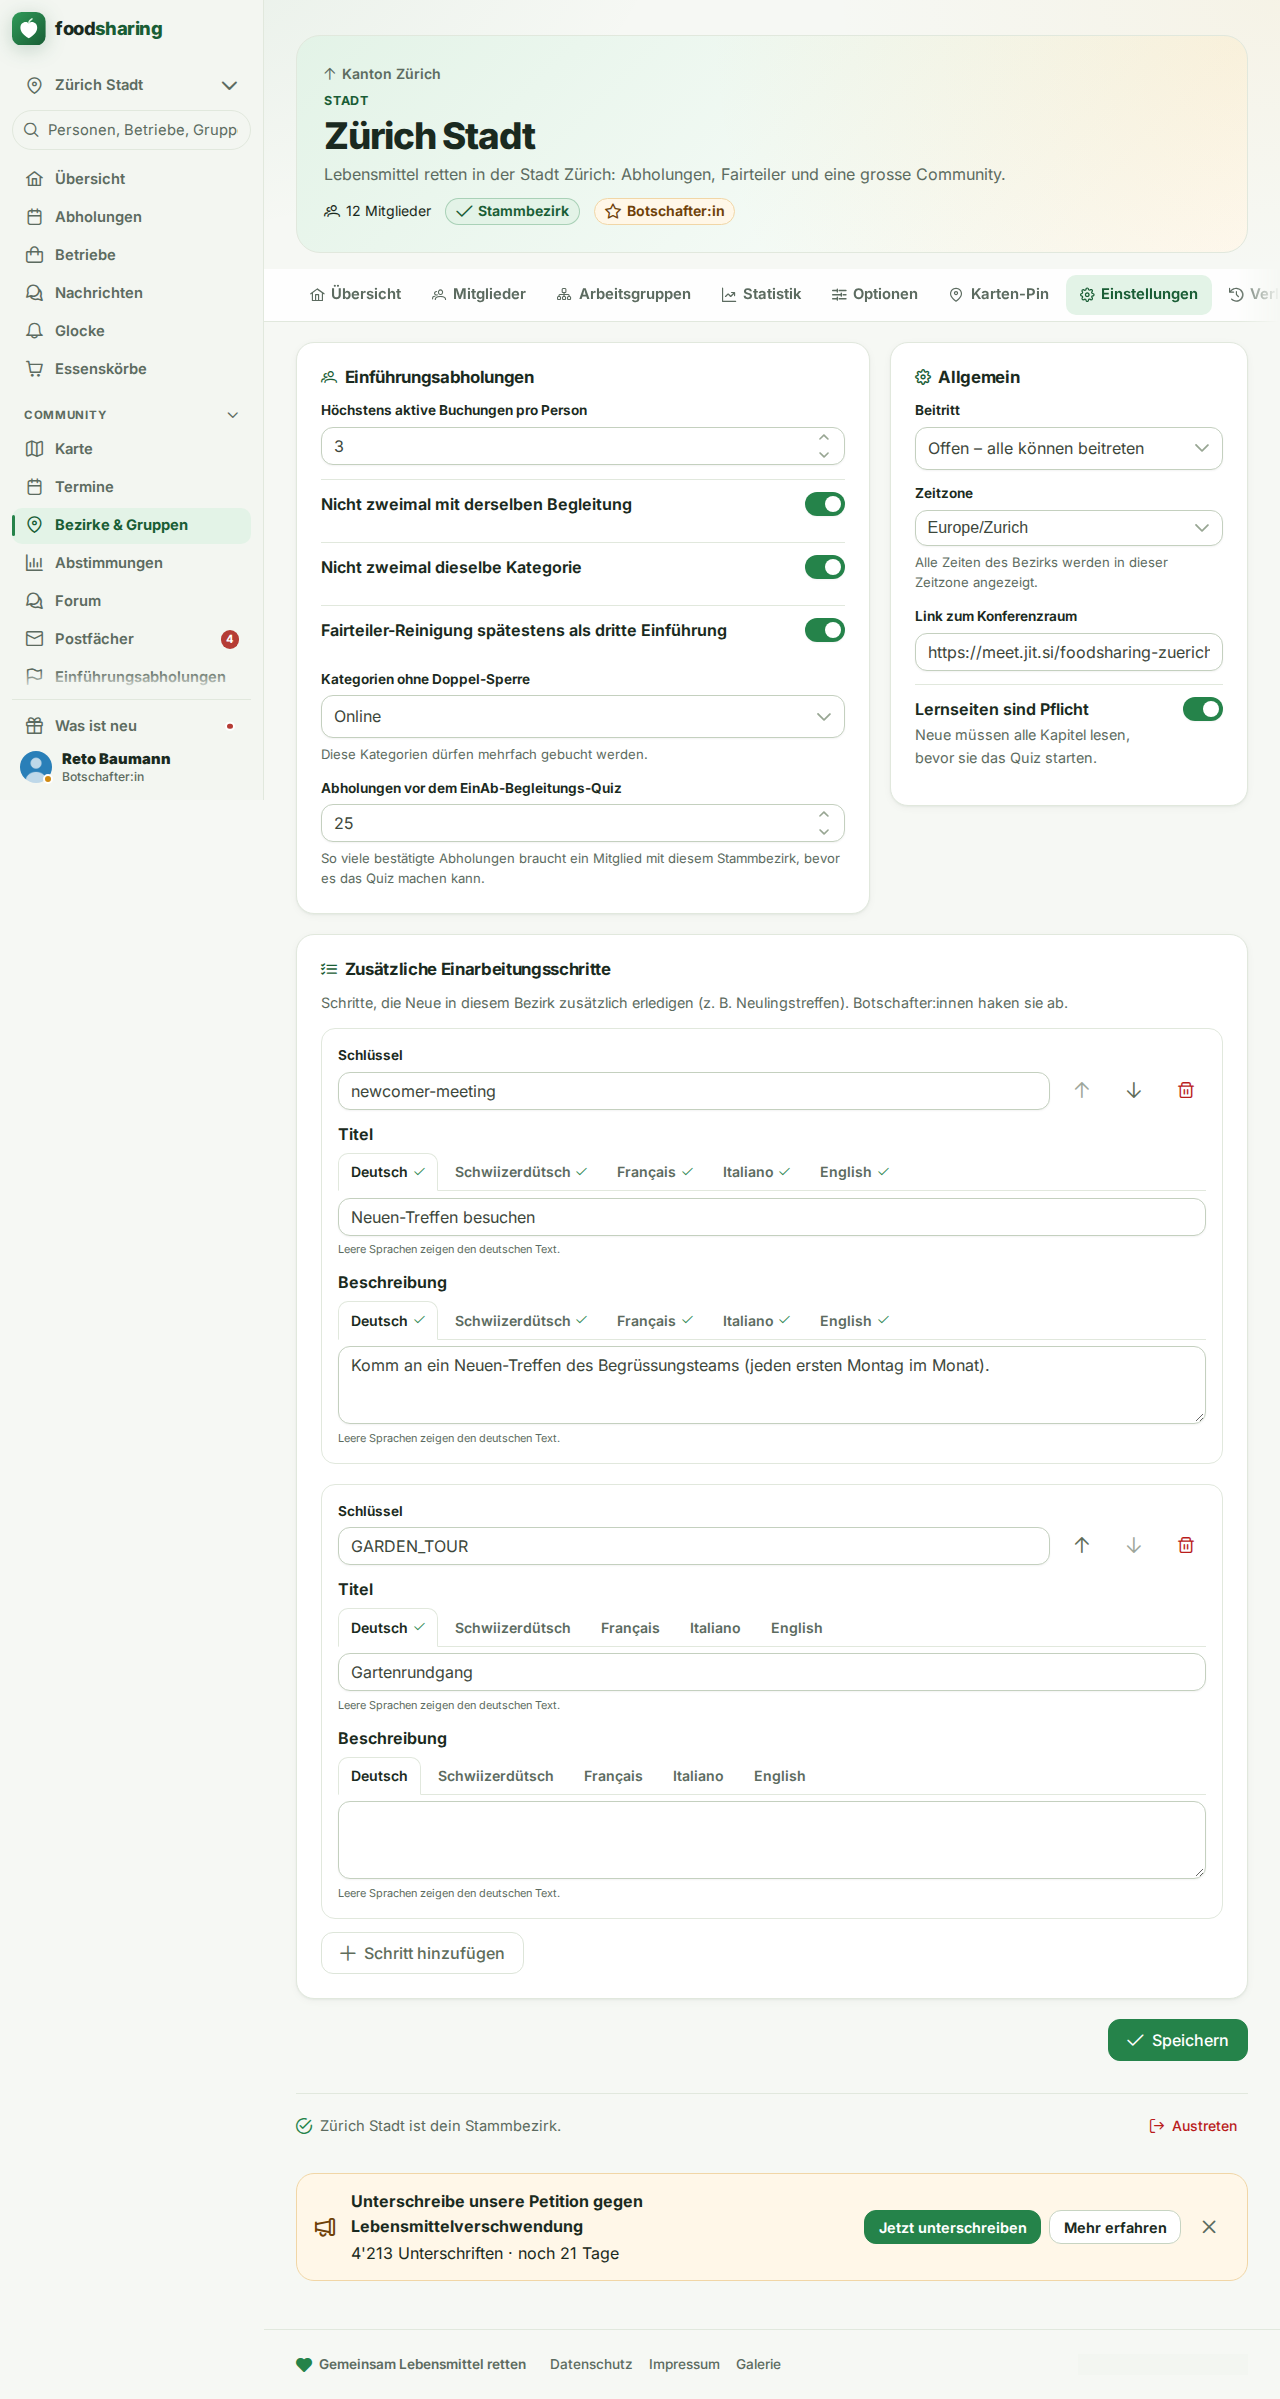 foodsharing
Zürich Stadt
Personen, Betriebe, Grupp
Übersicht
Abholungen
Betriebe
Nachrichten
Glocke
Essenskörbe
COMMUNITY
Karte
Termine
Bezirke & Gruppen
Abstimmungen
Forum
Postfächer 4
Einführungsabholungen
Was ist neu
Reto Baumann
Botschafter:in
Kanton Zürich
STADT
Zürich Stadt
Lebensmittel retten in der Stadt Zürich: Abholungen, Fairteiler und eine grosse Community.
12 Mitglieder Stammbezirk Botschafter:in
Übersicht Mitglieder Arbeitsgruppen Statistik Optionen Karten-Pin Einstellungen
Einführungsabholungen
Höchstens aktive Buchungen pro Person
3
Nicht zweimal mit derselben Begleitung
Nicht zweimal dieselbe Kategorie
Fairteiler-Reinigung spätestens als dritte Einführung
Kategorien ohne Doppel-Sperre
Online
Diese Kategorien dürfen mehrfach gebucht werden.
Abholungen vor dem EinAb-Begleitungs-Quiz
25
So viele bestätigte Abholungen braucht ein Mitglied mit diesem Stammbezirk, bevor
es das Quiz machen kann.
Allgemein
Beitritt
Offen – alle können beitreten
Zeitzone
Europe/Zurich
Alle Zeiten des Bezirks werden in dieser
Zeitzone angezeigt.
Link zum Konferenzraum
https://meet.jit.si/foodsharing-zuerich
Lernseiten sind Pflicht
Neue müssen alle Kapitel lesen,
bevor sie das Quiz starten.
Zusätzliche Einarbeitungsschritte
Schritte, die Neue in diesem Bezirk zusätzlich erledigen (z. B. Neulingstreffen). Botschafter:innen haken sie ab.
Schlüssel
newcomer-meeting
Titel
Deutsch Schwiizerdütsch Français Italiano English
Neuen-Treffen besuchen
Leere Sprachen zeigen den deutschen Text.
Beschreibung
Deutsch Schwiizerdütsch Français Italiano English
Komm an ein Neuen-Treffen des Begrüssungsteams (jeden ersten Montag im Monat).
Leere Sprachen zeigen den deutschen Text.
Schlüssel
GARDEN_TOUR
Titel
Deutsch Schwiizerdütsch Français Italiano English
Gartenrundgang
Leere Sprachen zeigen den deutschen Text.
Beschreibung
Deutsch Schwiizerdütsch Français Italiano English
Leere Sprachen zeigen den deutschen Text.
Schritt hinzufügen
Speichern
Zürich Stadt ist dein Stammbezirk.
Austreten
Unterschreibe unsere Petition gegen
Lebensmittelverschwendung
4'213 Unterschriften · noch 21 Tage
Jetzt unterschreiben Mehr erfahren
Gemeinsam Lebensmittel retten Datenschutz Impressum Galerie